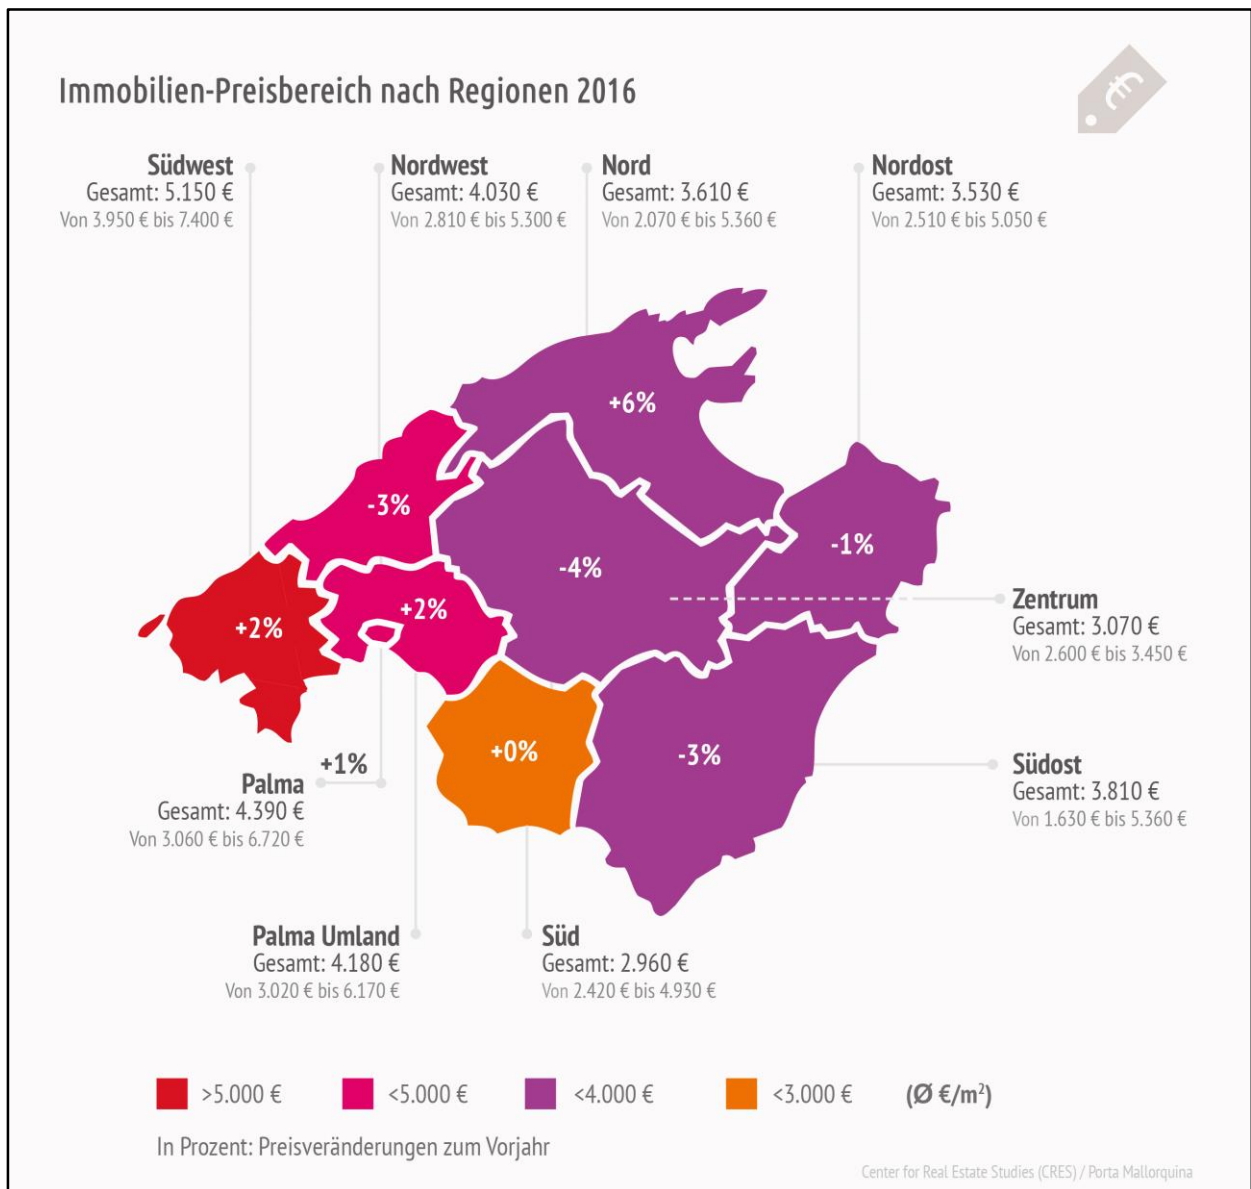 Immobilien-Preisbereich nach Regionen 2016
€
Südwest
Gesamt: 5.150 €
Von 3.950 € bis 7.400 €
Nordwest
Gesamt: 4.030 €
Von 2.810 € bis 5.300 €
Nord
Gesamt: 3.610 €
Von 2.070 € bis 5.360 €
Nordost
Gesamt: 3.530 €
Von 2.510 € bis 5.050 €
+6%
-3%
-1%
-4%
+2%
+2%
Zentrum
Gesamt: 3.070 €
Von 2.600 € bis 3.450 €
+0%
-3%
+1%
Palma
Gesamt: 4.390 €
Von 3.060 € bis 6.720 €
Südost
Gesamt: 3.810 €
Von 1.630 € bis 5.360 €
Palma Umland
Gesamt: 4.180 €
Von 3.020 € bis 6.170 €
Süd
Gesamt: 2.960 €
Von 2.420 € bis 4.930 €
>5.000 € <5.000 € <4.000 € <3.000 € (Ø €/m²)
In Prozent: Preisveränderungen zum Vorjahr
Center for Real Estate Studies (CRES) / Porta Mallorquina